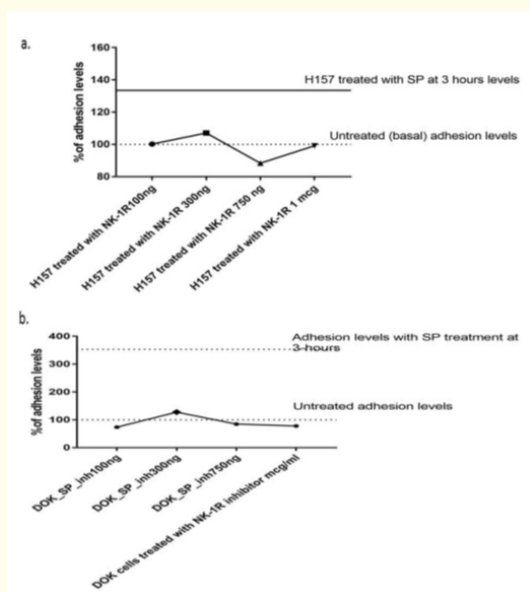 a.
160
140
120
100
80
%of adhesion levels
H157 treated with SP at 3 hours levels
Untreated (basal) adhesion levels
H157 treated with NK-1R100ng
H157 treated with NK-1R 300ng
H157 treated with NK-1R 750 ng
H157 treated with NK-1R 1 mcg
b.
400
300
200
100
0
%of adhesion levels
Adhesion levels with SP treatment at
3-hours
Untreated adhesion levels
DOK_SP_inh100ng
DOK_SP_inh300ng
DOK_SP_inh750ng
DOK cells treated with NK-1R inhibitor mcg/ml